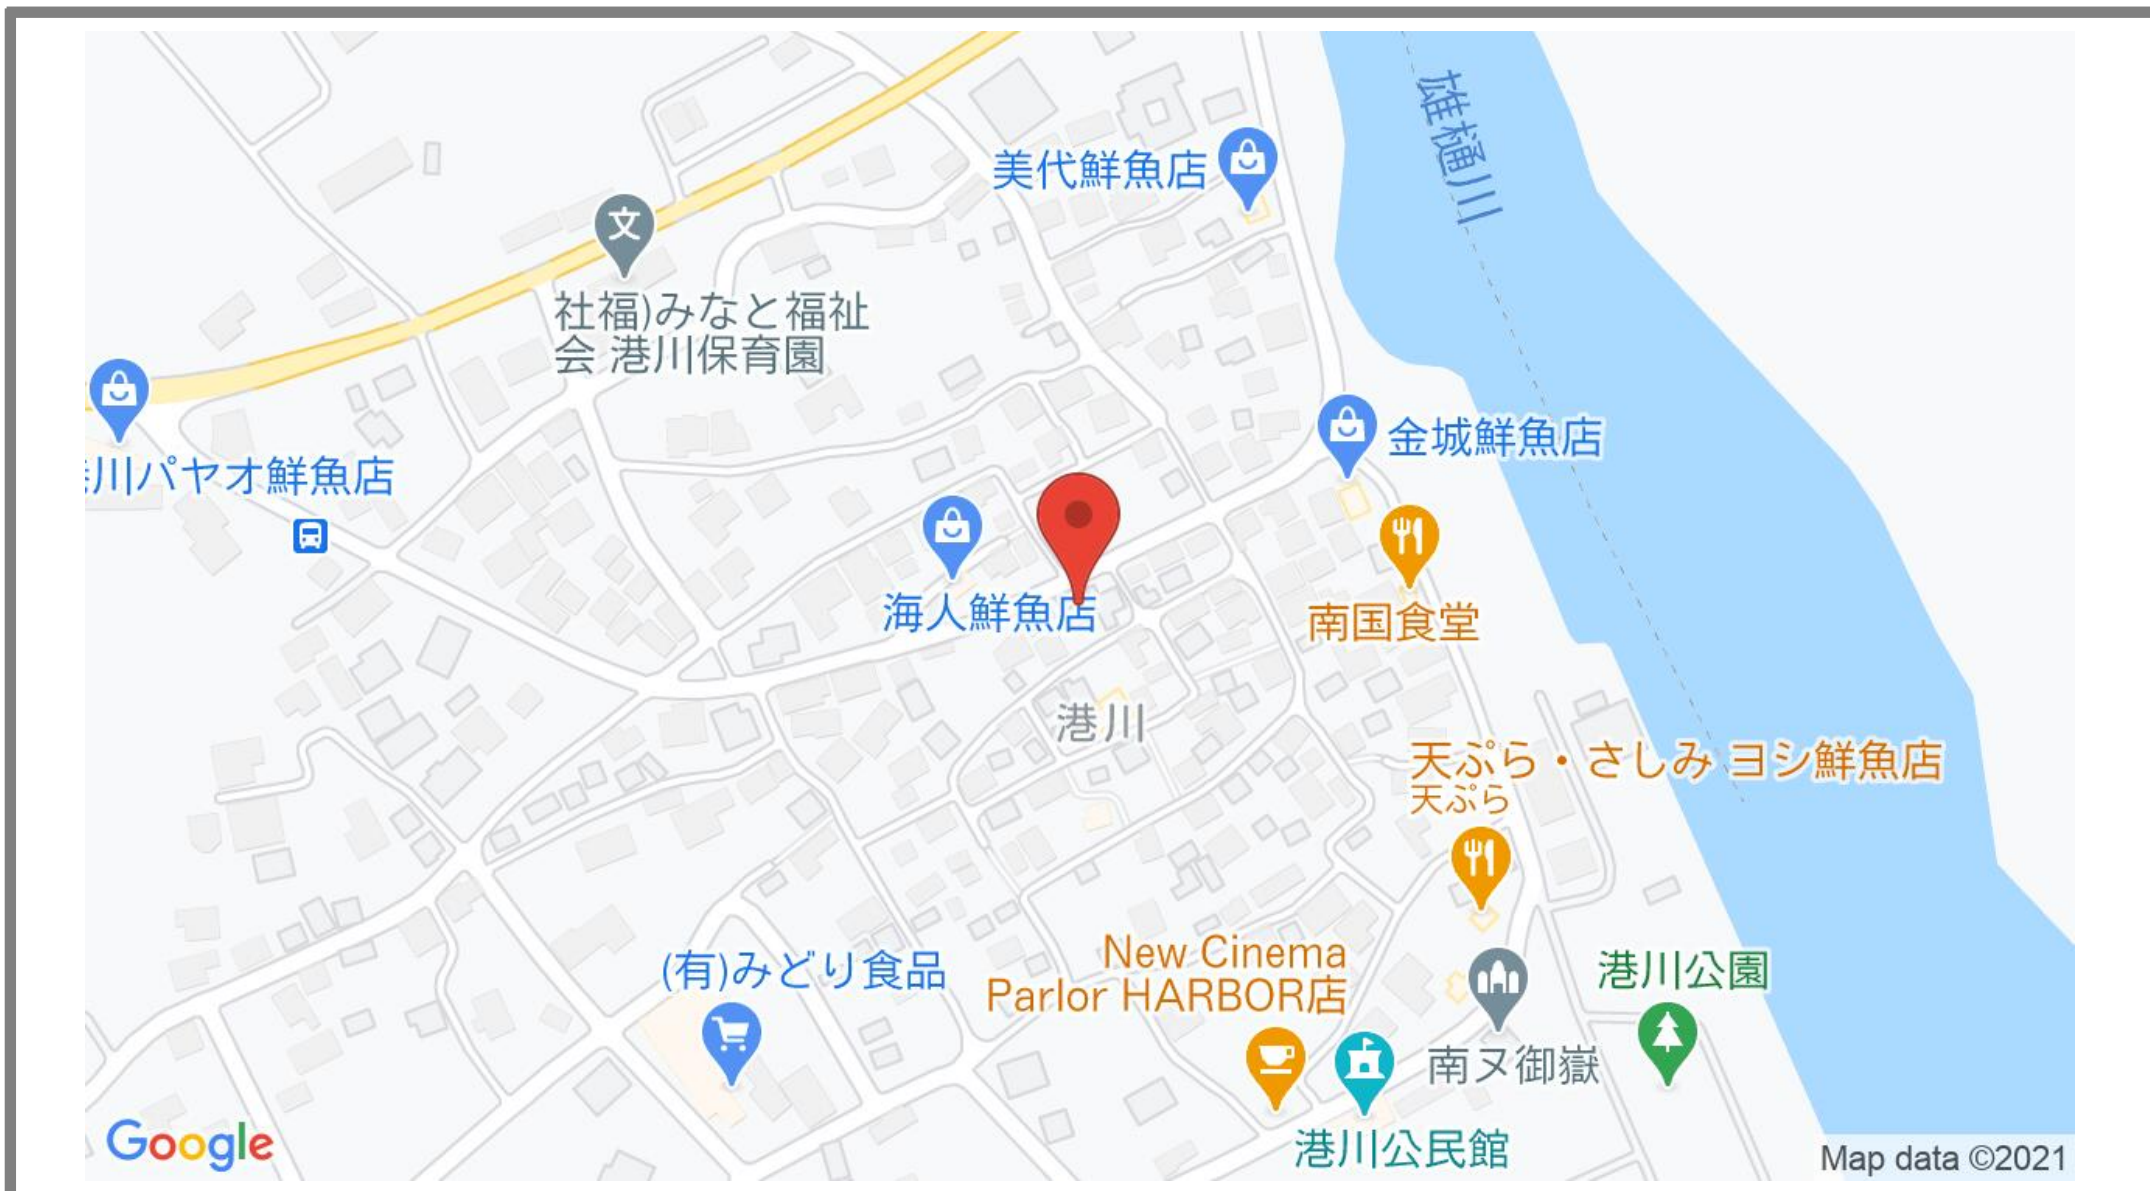 雄樋川
美代鮮魚店
社福)みなと福祉
会 港川保育園
金城鮮魚店
川パヤオ鮮魚店
海人鮮魚店
南国食堂
港川
天ぷら・さしみ ヨシ鮮魚店
天ぷら
New Cinema
Parlor HARBOR店
(有)みどり食品
港川公園
南ヌ御嶽
港川公民館
Google
Map data ©2021